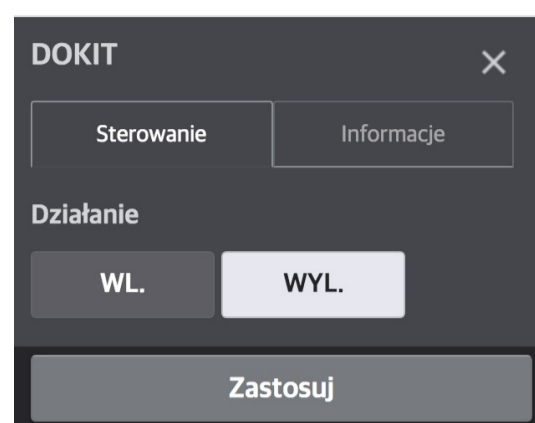 DOKIT
Sterowanie Informacje
Działanie
WL. WYL.
Zastosuj